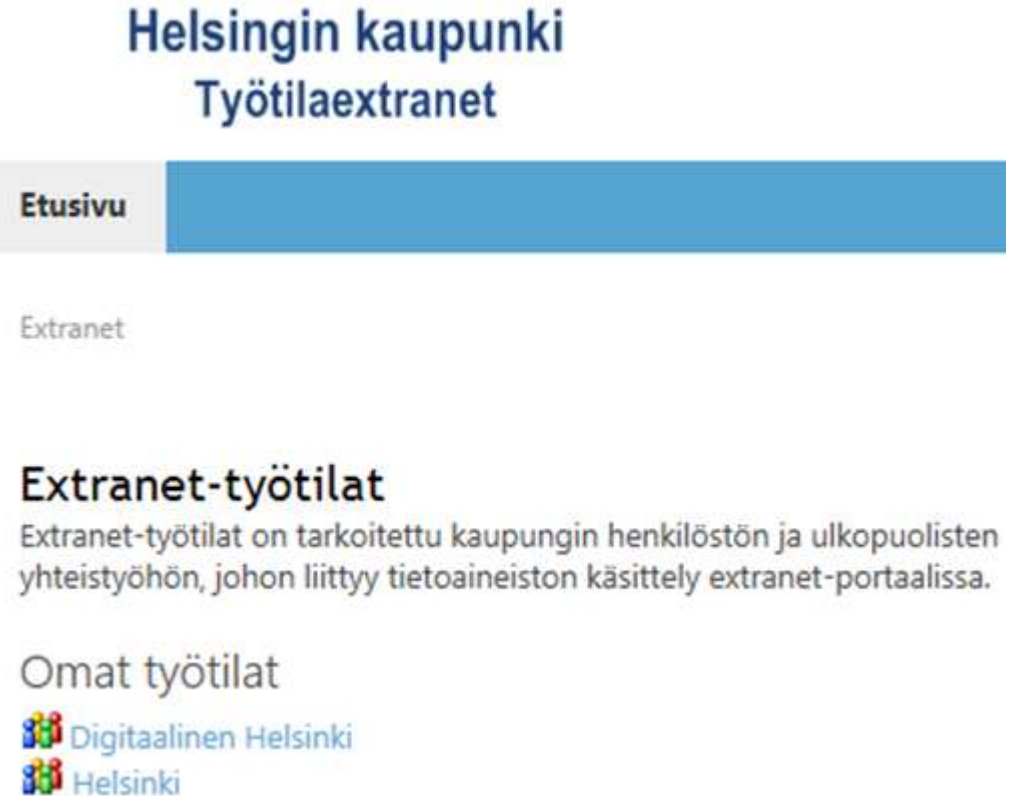 Helsingin kaupunki
Työtilaextranet
Etusivu
Extranet
Extranet-työtilat
Extranet-työtilat on tarkoitettu kaupungin henkilöstön ja ulkopuolisten
yhteistyöhön, johon liittyy tietoaineiston käsittely extranet-portaalissa.
Omat työtilat
Digitaalinen Helsinki
Helsinki